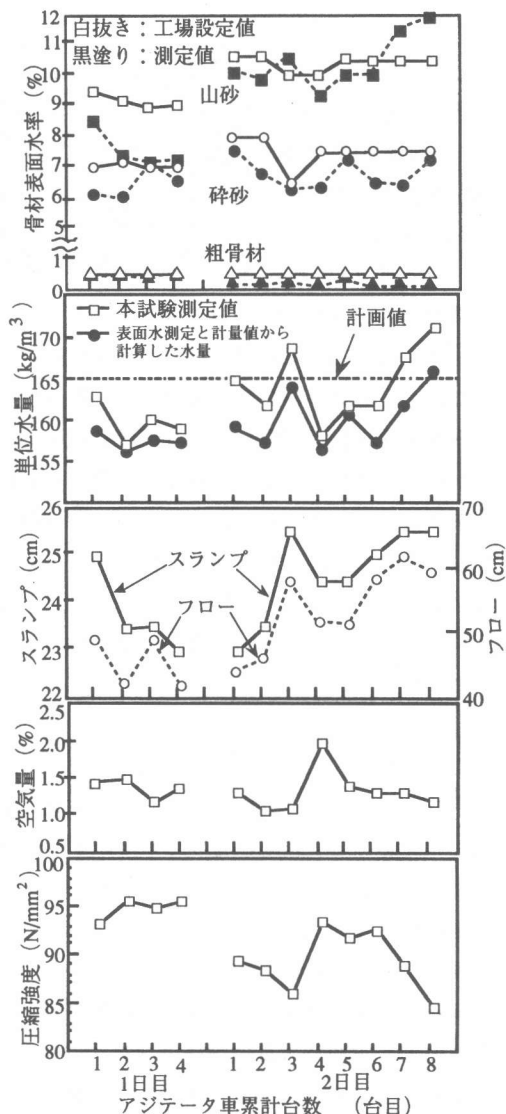 骨材表面水率 (%)
12
11
10
9
8
7
6
5
1
0
白抜き：工場設定値
黒塗り：測定値
山砂
砕砂
粗骨材
単位水量 (kg/m³)
170
165
160
155
本試験測定値
表面水測定と計量値から
計算した水量
計画値
スランプ (cm)
26
25
24
23
22
スランプ
フロー
70
60
50
40
フロー (cm)
空気量 (%)
2.5
2.0
1.5
1.0
0.5
圧縮強度 (N/mm²)
100
95
90
85
80
1 2 3 4 1 2 3 4 5 6 7 8
1日目 2日目
アジテータ車累計台数 (台目)